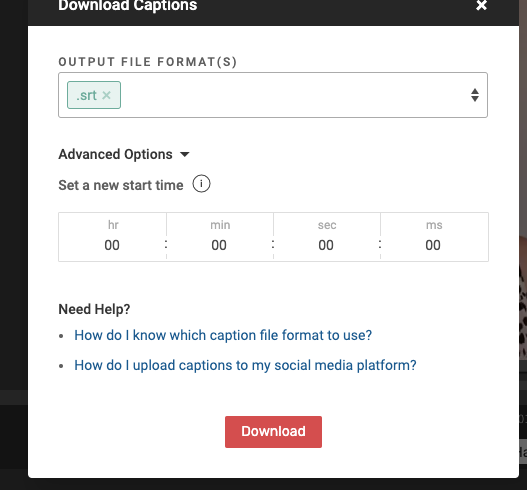 Download Captions ×
OUTPUT FILE FORMAT(S)
.srt ×
Advanced Options
Set a new start time i
hr min sec ms
00 : 00 : 00 : 00
Need Help?
• How do I know which caption file format to use?
• How do I upload captions to my social media platform?
Download